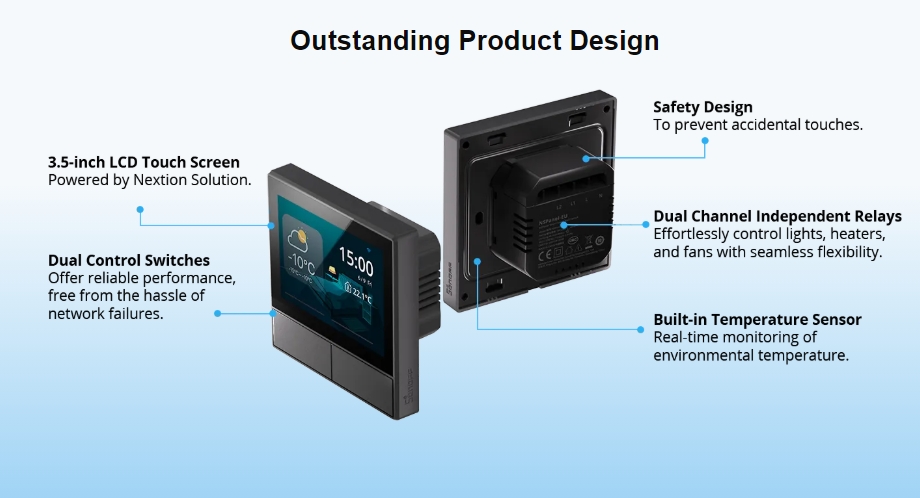 Outstanding Product Design
3.5-inch LCD Touch Screen
Powered by Nextion Solution.
Dual Control Switches
Offer reliable performance,
free from the hassle of
network failures.
-10°C
15:00
22.1°C
SONOFF
Safety Design
To prevent accidental touches.
Dual Channel Independent Relays
Effortlessly control lights, heaters,
and fans with seamless flexibility.
Built-in Temperature Sensor
Real-time monitoring of
environmental temperature.